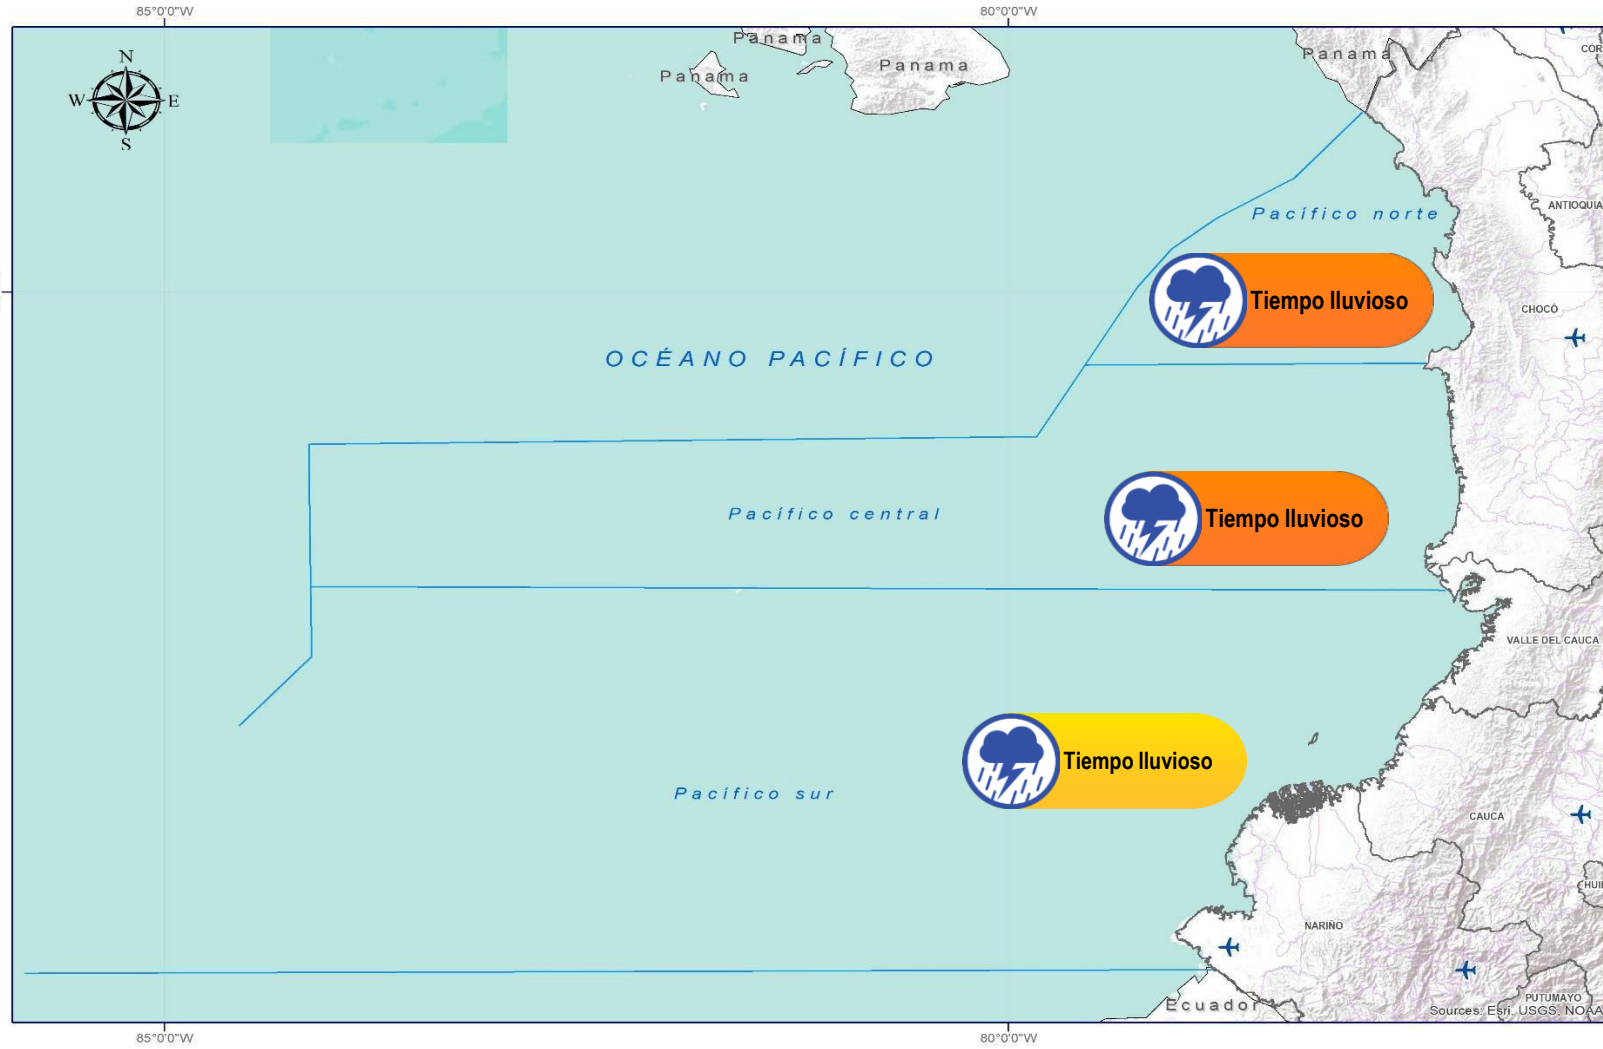 85°0'0"W
80°0'0"W
N
W
E
S
Panama
Panama
Panama
Panama
CÓR
ANTIOQUIA
Pacífico norte
Tiempo lluvioso
CHOCÓ
OCÉANO PACÍFICO
Pacífico central
Tiempo lluvioso
VALLE DEL CAUCA
Tiempo lluvioso
Pacífico sur
CAUCA
HUI
NARIÑO
PUTUMAYO
Ecuador
Sources: Esri, USGS, NOAA
85°0'0"W
80°0'0"W